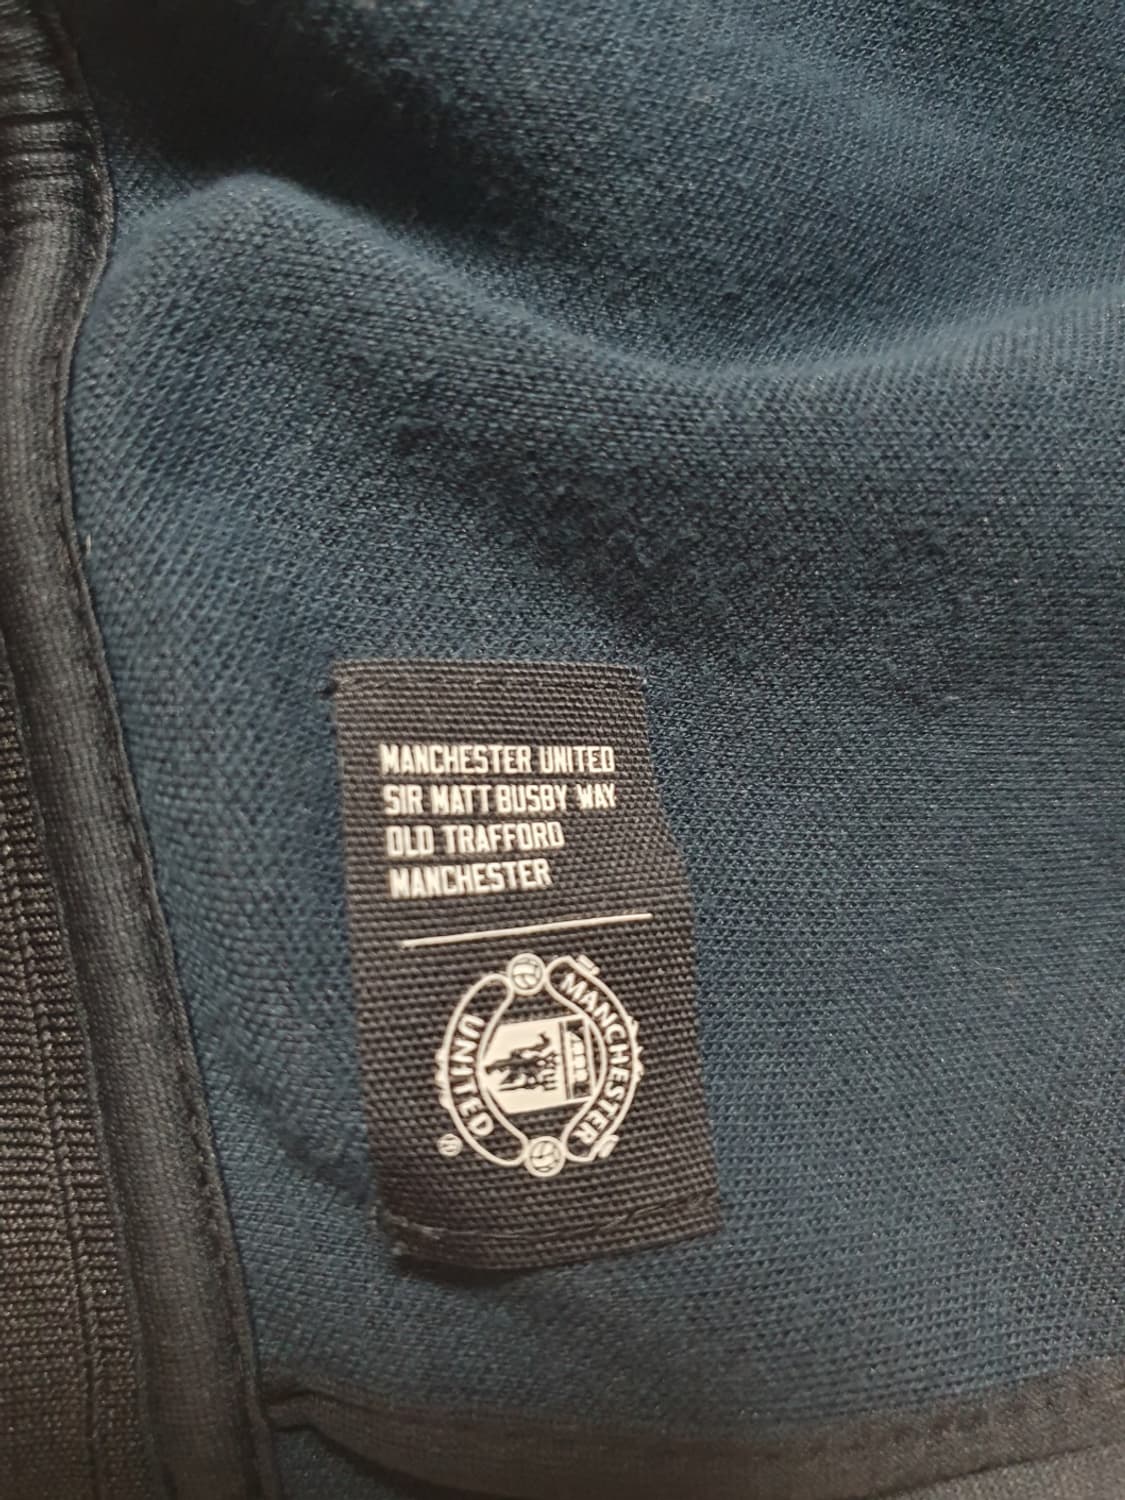 MANCHESTER UNITED
SIR MATT BUSBY WAY
OLD TRAFFORD
MANCHESTER
MANCHESTER
UNITED
®